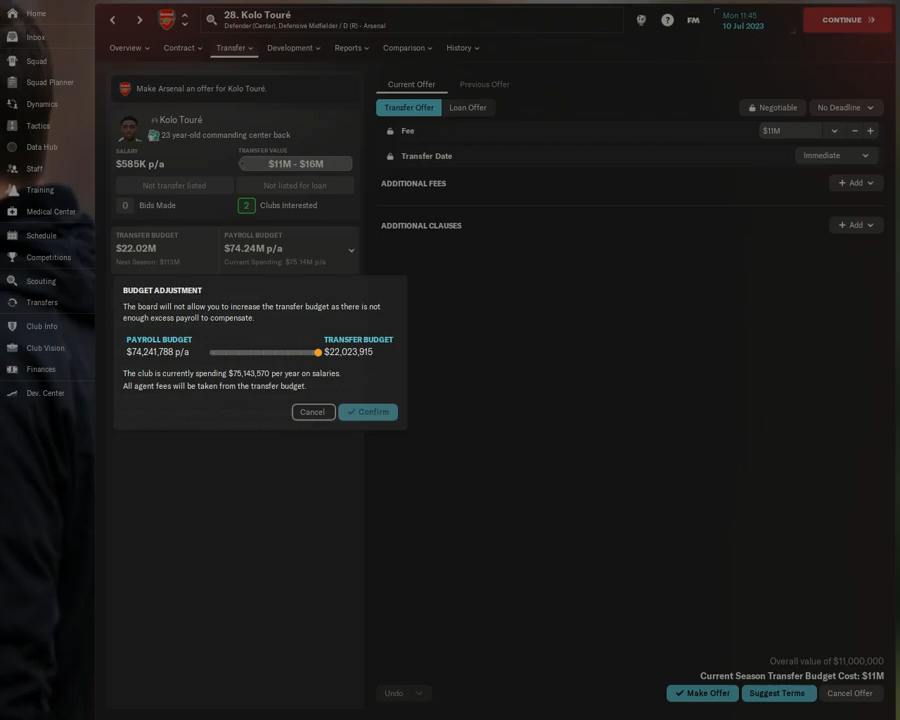 Home
Inbox
Squad
Squad Planner
Dynamics
Tactics
Data Hub
Staff
Training
Medical Center
Schedule
Competitions
Scouting
Transfers
Club Info
Club Vision
Finances
Dev. Center
28. Kolo Touré
Defender (Center), Defensive Midfielder / D (R) - Arsenal
FM
Mon 11:45
10 Jul 2023
CONTINUE
Overview
Contract
Transfer
Development
Reports
Comparison
History
Make Arsenal an offer for Kolo Touré.
Kolo Touré
23 year-old commanding center back
SALARY
$585K p/a
TRANSFER VALUE
$11M - $16M
Not transfer listed
Not listed for loan
0 Bids Made
2 Clubs Interested
TRANSFER BUDGET
$22.02M
Next Season: $113M
PAYROLL BUDGET
$74.24M p/a
Current Spending: $75.14M p/a
BUDGET ADJUSTMENT
The board will not allow you to increase the transfer budget as there is not
enough excess payroll to compensate.
PAYROLL BUDGET
$74,241,788 p/a
TRANSFER BUDGET
$22,023,915
The club is currently spending $75,143,570 per year on salaries.
All agent fees will be taken from the transfer budget.
Cancel
Confirm
Current Offer
Previous Offer
Transfer Offer
Loan Offer
Negotiable
No Deadline
Fee
$11M
Transfer Date
Immediate
ADDITIONAL FEES
Add
ADDITIONAL CLAUSES
Add
Overall value of $11,000,000
Current Season Transfer Budget Cost: $11M
Undo
Make Offer
Suggest Terms
Cancel Offer